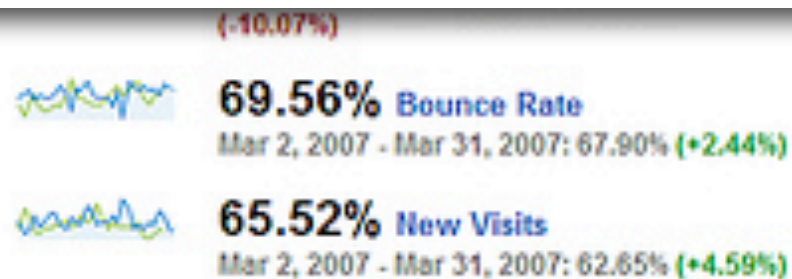 (-10.07%)
69.56% Bounce Rate
Mar 2, 2007 - Mar 31, 2007: 67.90% (+2.44%)
65.52% New Visits
Mar 2, 2007 - Mar 31, 2007: 62.65% (+4.59%)